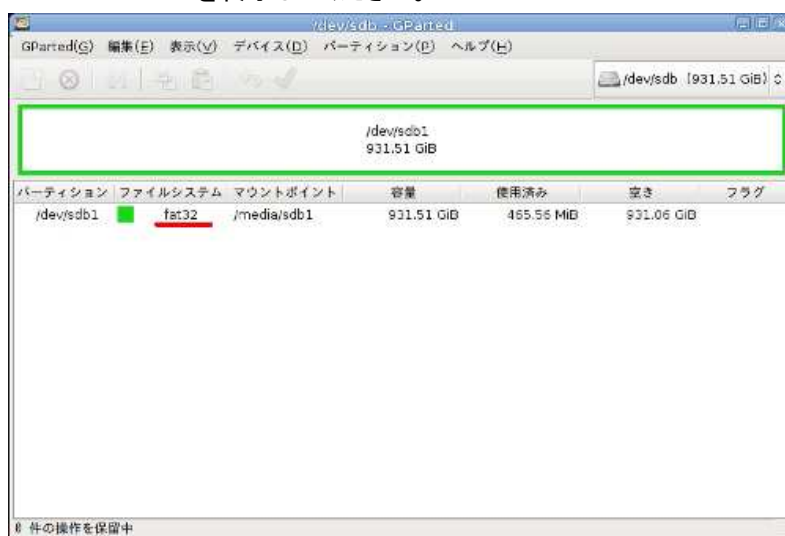 /dev/sdb - GParted
GParted(G) 編集(E) 表示(V) デバイス(D) パーティション(P) ヘルプ(H)
/dev/sdb (931.51 GiB)
/dev/sdb1
931.51 GiB
パーティション ファイルシステム マウントポイント 容量 使用済み 空き フラグ
/dev/sdb1 fat32 /media/sdb1 931.51 GiB 465.56 MiB 931.06 GiB
0 件の操作を保留中